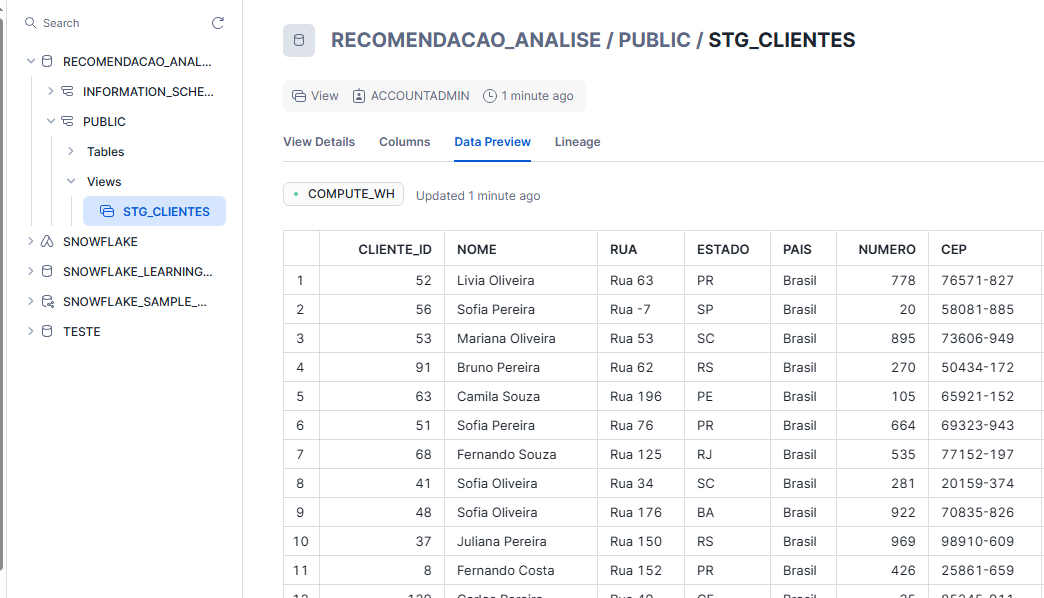 Search
RECOMENDACAO_ANAL...
INFORMATION_SCHE...
PUBLIC
Tables
Views
STG_CLIENTES
SNOWFLAKE
SNOWFLAKE_LEARNING...
SNOWFLAKE_SAMPLE_...
TESTE
RECOMENDACAO_ANALISE / PUBLIC / STG_CLIENTES
View ACCOUNTADMIN 1 minute ago
View Details Columns Data Preview Lineage
COMPUTE_WH Updated 1 minute ago
CLIENTE_ID NOME RUA ESTADO PAIS NUMERO CEP
1 52 Livia Oliveira Rua 63 PR Brasil 778 76571-827
2 56 Sofia Pereira Rua -7 SP Brasil 20 58081-885
3 53 Mariana Oliveira Rua 53 SC Brasil 895 73606-949
4 91 Bruno Pereira Rua 62 RS Brasil 270 50434-172
5 63 Camila Souza Rua 196 PE Brasil 105 65921-152
6 51 Sofia Pereira Rua 76 PR Brasil 664 69323-943
7 68 Fernando Souza Rua 125 RJ Brasil 535 77152-197
8 41 Sofia Oliveira Rua 34 SC Brasil 281 20159-374
9 48 Sofia Oliveira Rua 176 BA Brasil 922 70835-826
10 37 Juliana Pereira Rua 150 RS Brasil 969 98910-609
11 8 Fernando Costa Rua 152 PR Brasil 426 25861-659